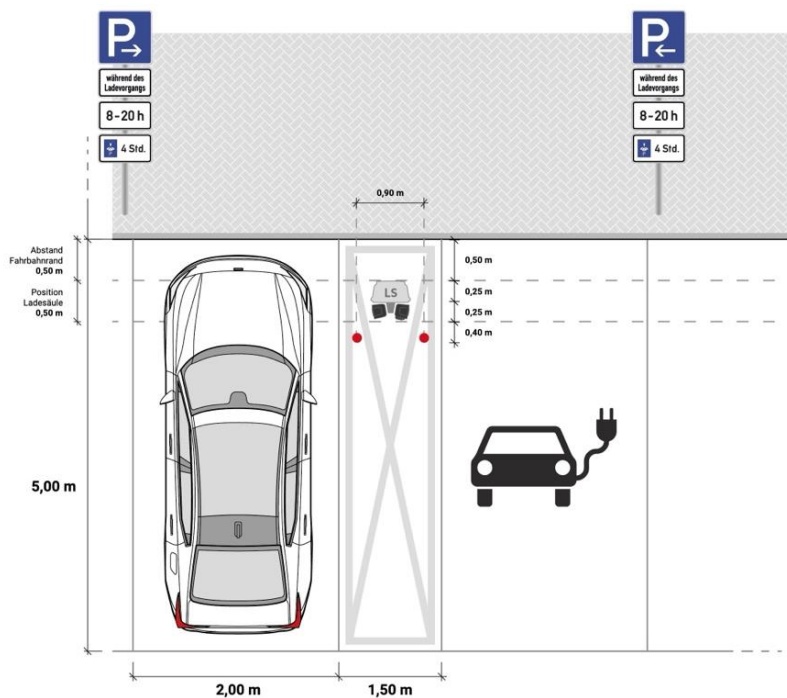 P
während des
Ladevorgangs
8-20 h
4 Std.
P
während des
Ladevorgangs
8-20 h
4 Std.
0,90 m
Abstand
Fahrbahnrand
0,50 m
Position
Ladesäule
0,50 m
LS
0,50 m
0,25 m
0,25 m
0,40 m
5,00 m
2,00 m
1,50 m